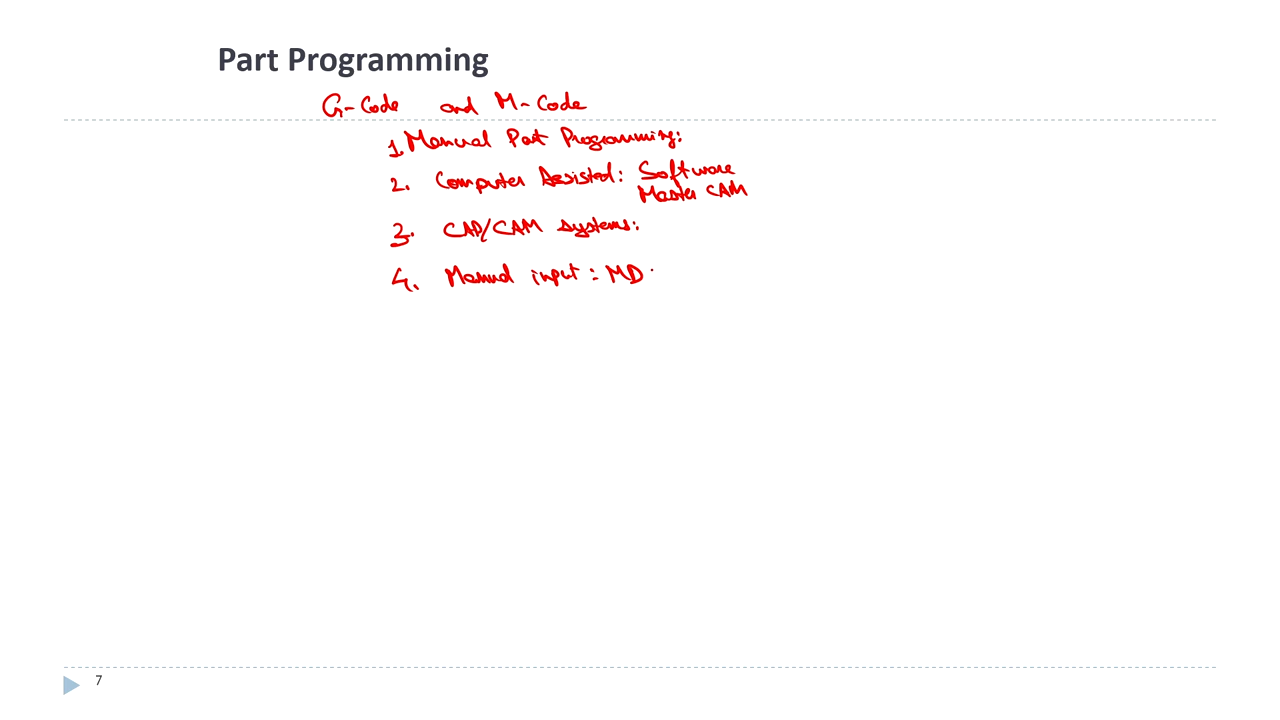 Part Programming
G-Code and M-Code
1. Manual Part Programming:
2. Computer Assisted: Software
Master CAM
3. CAD/CAM systems:
4. Manual input: MD
7